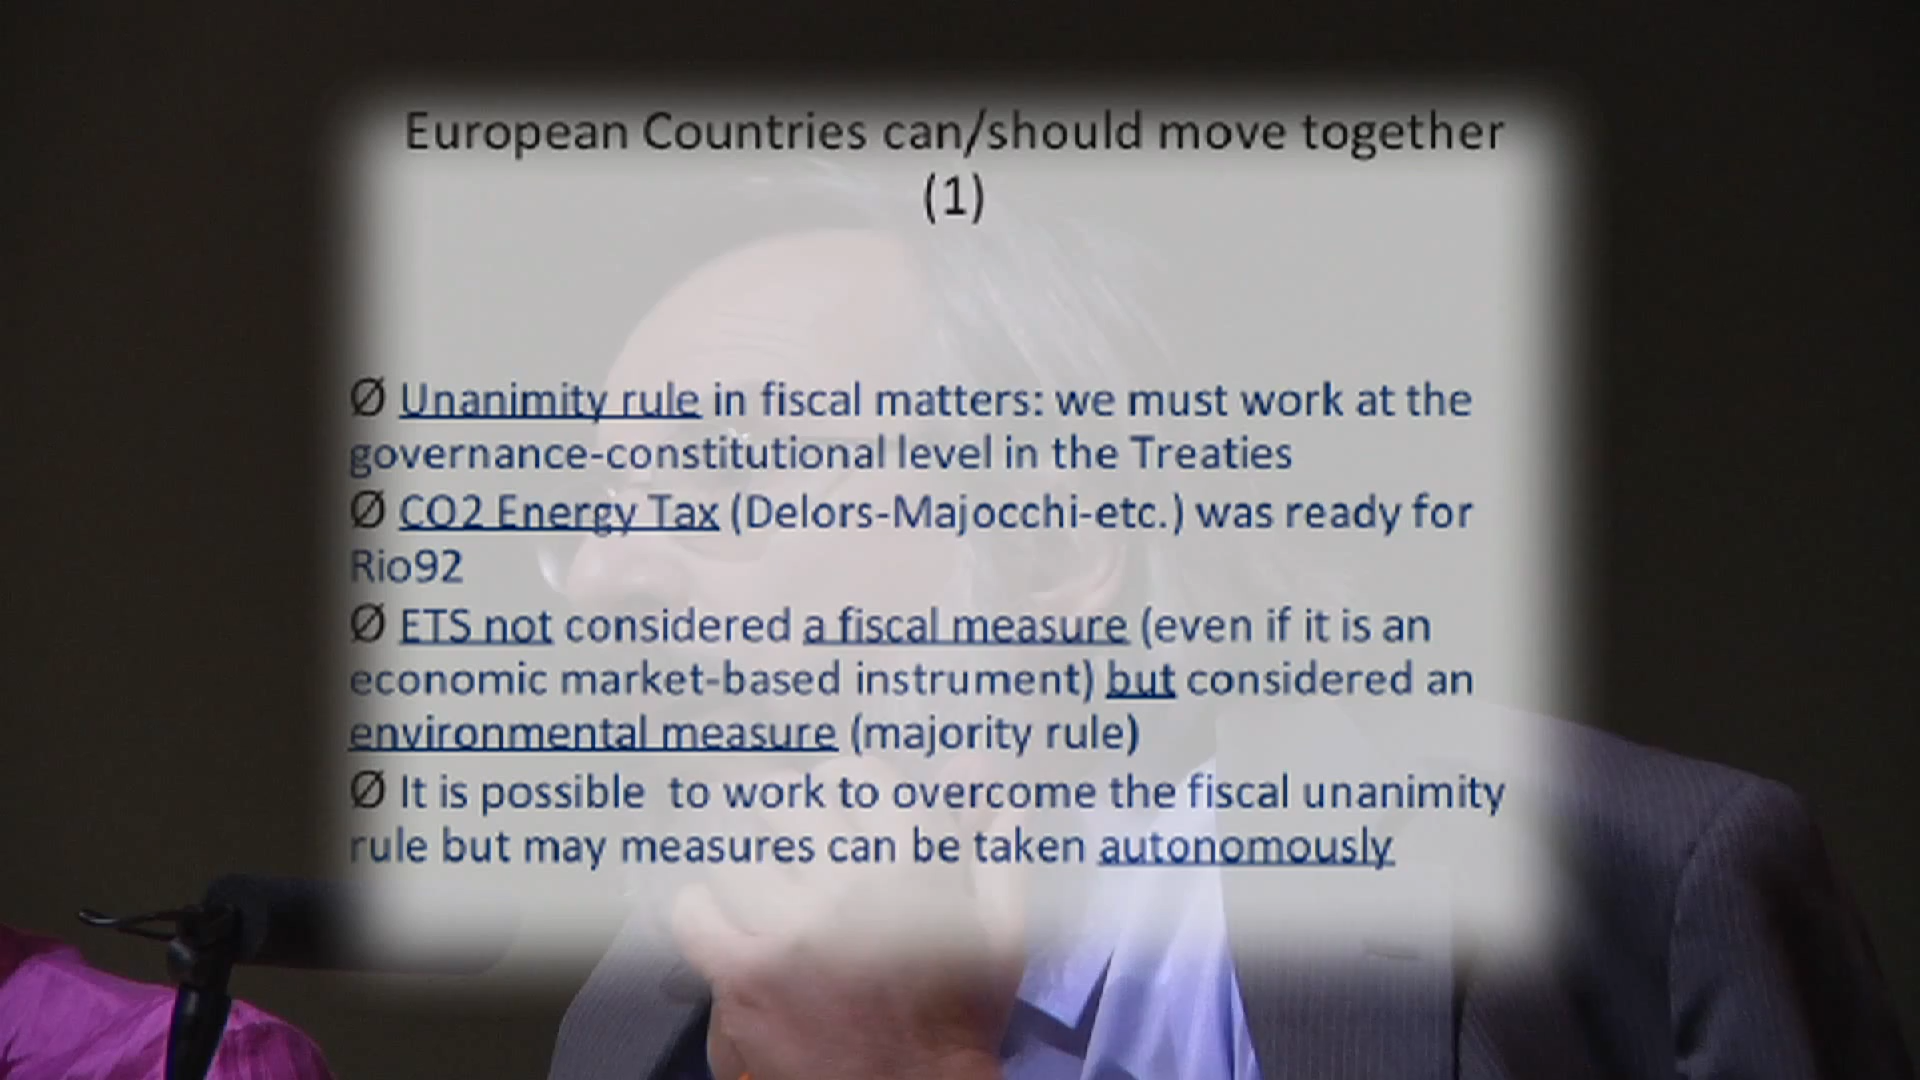 European Countries can/should move together
(1)
Ø Unanimity rule in fiscal matters: we must work at the
governance-constitutional level in the Treaties
Ø CO2 Energy Tax (Delors-Majocchi-etc.) was ready for
Rio92
Ø ETS not considered a fiscal measure (even if it is an
economic market-based instrument) but considered an
environmental measure (majority rule)
Ø It is possible to work to overcome the fiscal unanimity
rule but may measures can be taken autonomously